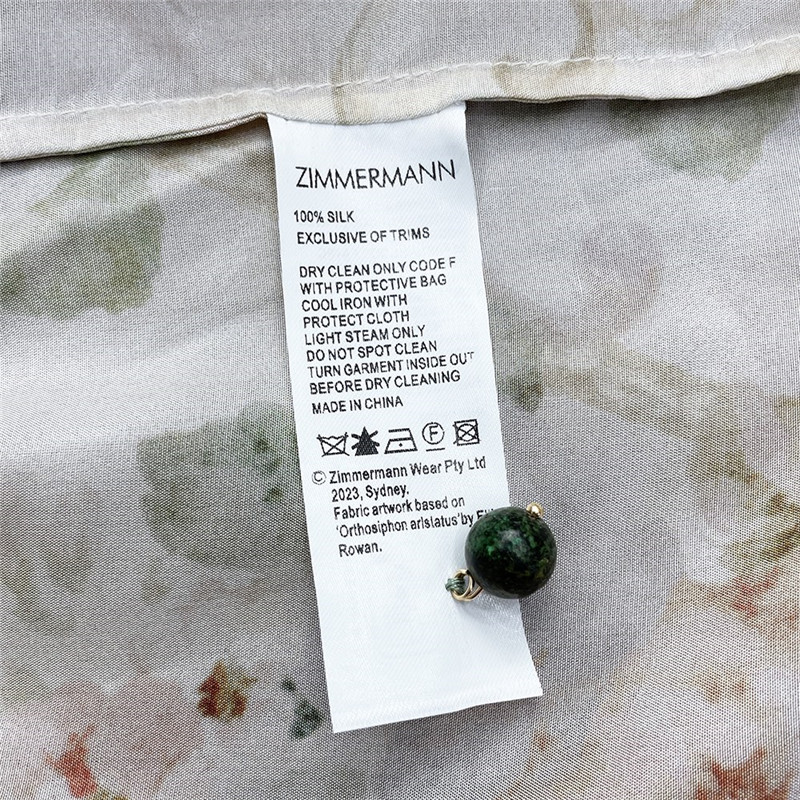 ZIMMERMANN
100% SILK
EXCLUSIVE OF TRIMS
DRY CLEAN ONLY CODE F
WITH PROTECTIVE BAG
COOL IRON WITH
PROTECT CLOTH
LIGHT STEAM ONLY
DO NOT SPOT CLEAN
TURN GARMENT INSIDE OUT
BEFORE DRY CLEANING
MADE IN CHINA
F
© Zimmermann Wear Pty Ltd
2023, Sydney.
Fabric artwork based on
'Orthosiphon aristatus' by
Rowan.